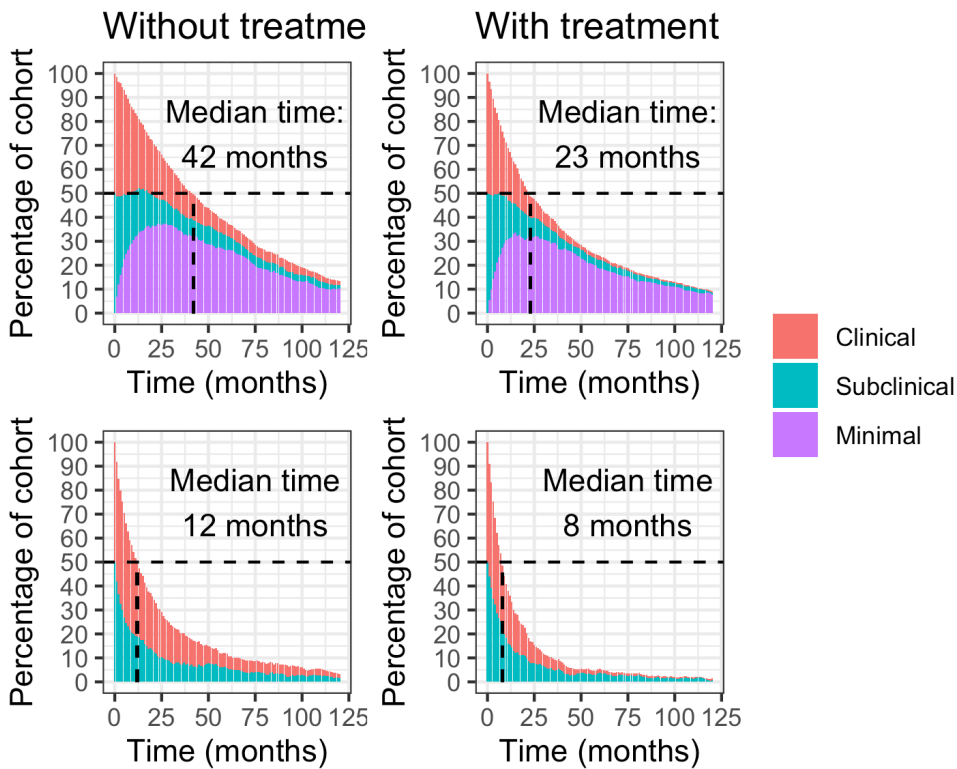 Without treatme
With treatment
Percentage of cohort
100
90
80
70
60
50
40
30
20
10
0
Median time:
42 months
0 25 50 75 100 125
Time (months)
Percentage of cohort
100
90
80
70
60
50
40
30
20
10
0
Median time:
23 months
0 25 50 75 100 125
Time (months)
Percentage of cohort
100
90
80
70
60
50
40
30
20
10
0
Median time
12 months
0 25 50 75 100 125
Time (months)
Percentage of cohort
100
90
80
70
60
50
40
30
20
10
0
Median time
8 months
0 25 50 75 100 125
Time (months)
Clinical
Subclinical
Minimal